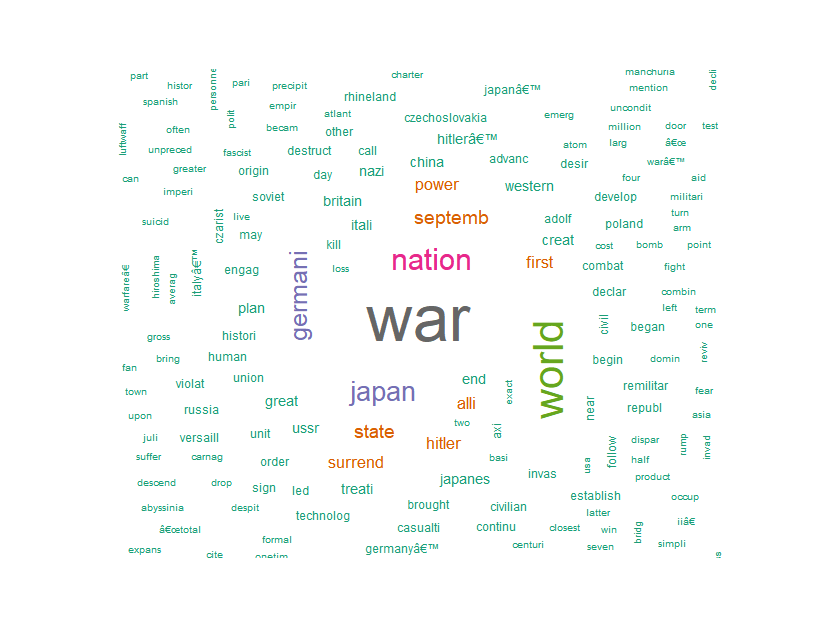 part
histor
personne
pari
precipit
charter
manchuria
mention
decli
spanish
empir
rhineland
japanâ€™
uncondit
polit
atlant
czechoslovakia
emerg
luftwaff
often
becam
other
hitlerâ€™
million
door
test
unpreced
fascist
destruct
call
china
advanc
atom
larg
â€œ
warâ€™
can
greater
origin
day
nazi
desir
four
aid
imperi
soviet
britain
power
western
develop
militari
suicid
czarist
live
may
itali
septemb
adolf
poland
turn
arm
kill
creat
cost
bomb
point
warfareâ€
hiroshima
averag
italyâ€™
engag
loss
nation
first
combat
fight
germani
plan
war
declar
combin
left
term
gross
histori
civil
began
one
bring
human
world
begin
domin
reviv
fan
town
violat
union
japan
end
exact
remilitar
fear
upon
russia
great
alli
near
republ
asia
juli
versaill
unit
ussr
state
two
axi
hitler
follow
dispar
rump
invad
suffer
carnag
order
surrend
basi
usa
half
descend
drop
sign
led
treati
japanes
invas
product
abyssinia
despit
technolog
brought
civilian
establish
occup
latter
â€œtotal
casualti
continu
closest
win
bridg
iiâ€
expans
cite
formal
onetim
germanyâ€™
centuri
seven
simpli